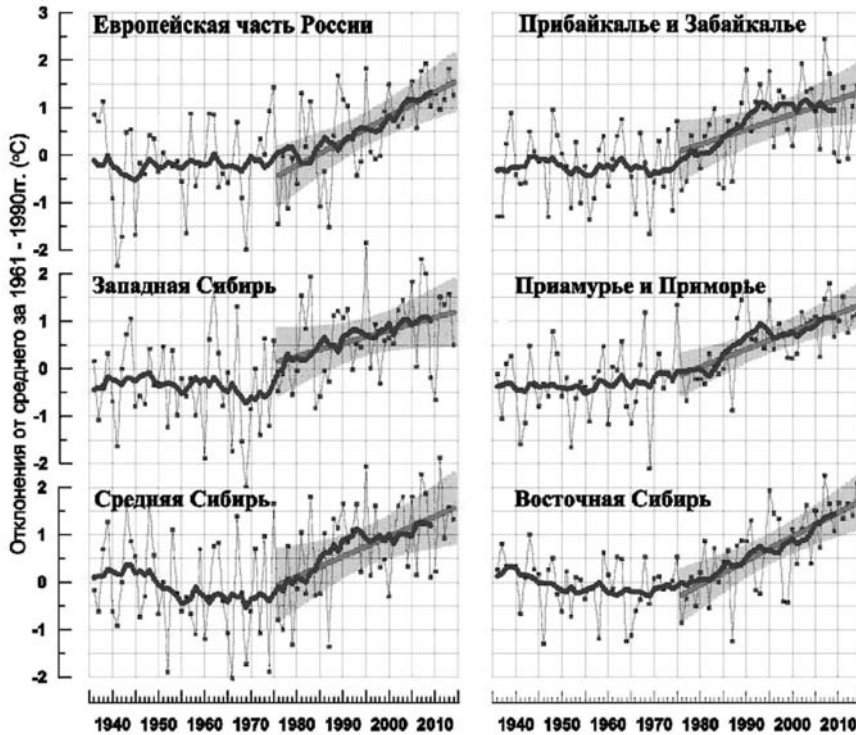 Европейская часть России
Прибайкалье и Забайкалье
Западная Сибирь
Приамурье и Приморье
Средняя Сибирь
Восточная Сибирь
Отклонения от среднего за 1961 - 1990гг. (ºC)
3
2
1
0
-1
-2
2
1
0
-1
-2
2
1
0
-1
-2
1940 1950 1960 1970 1980 1990 2000 2010
1940 1950 1960 1970 1980 1990 2000 2010